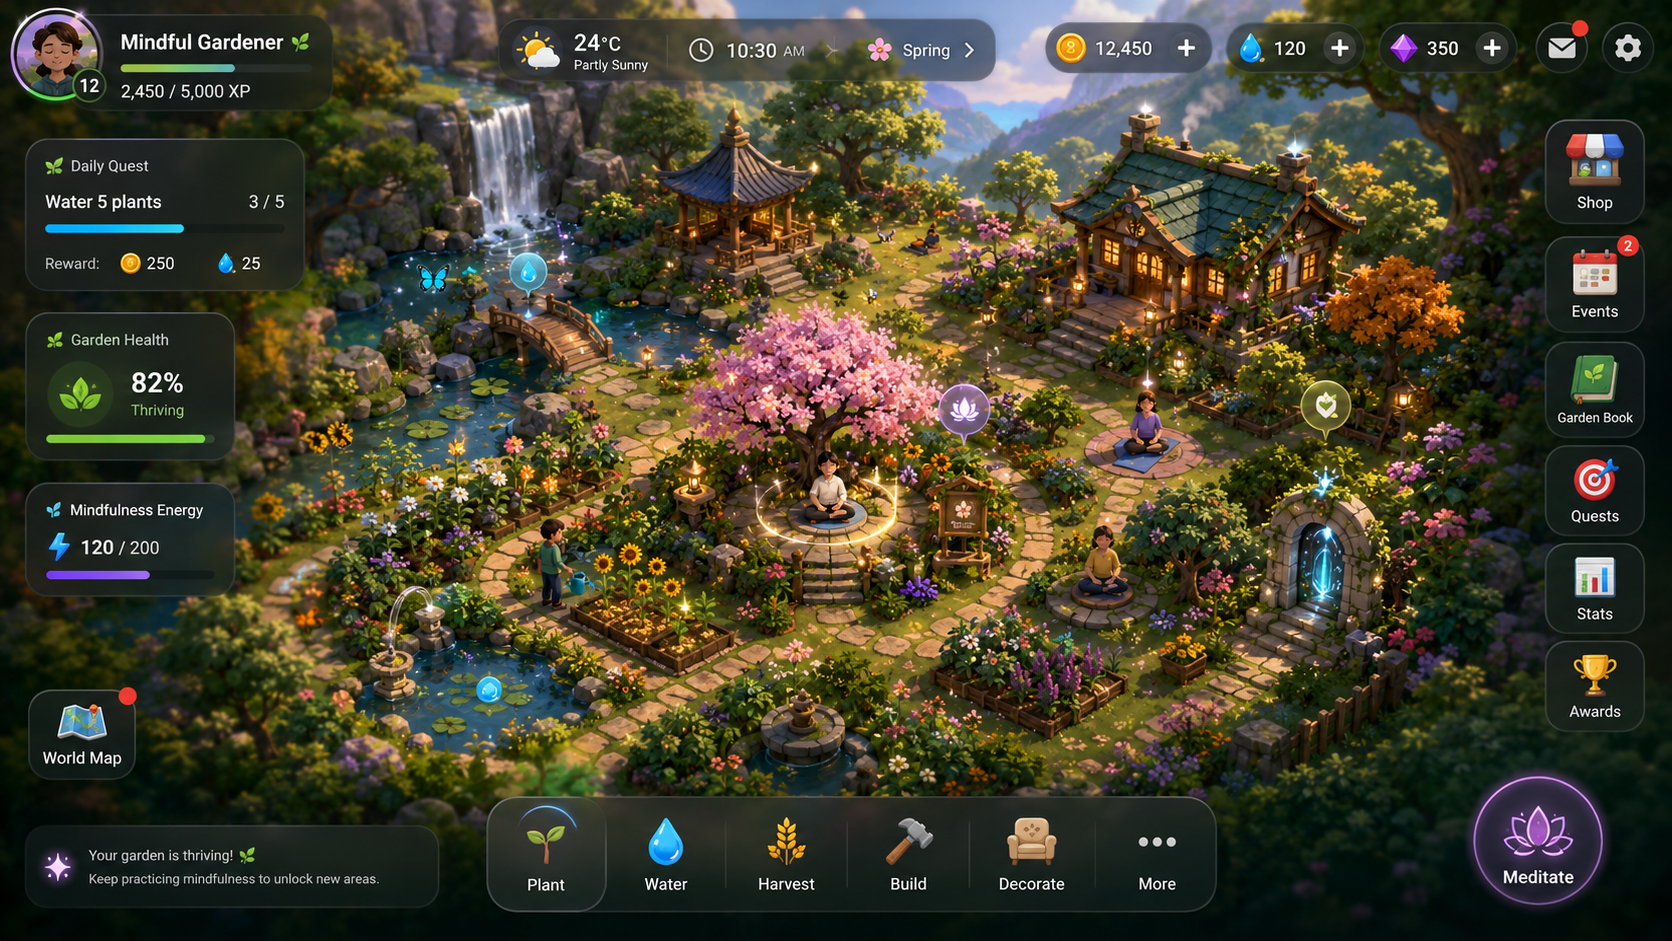 Mindful Gardener
12
2,450 / 5,000 XP
24°C
Partly Sunny
10:30 AM
Spring
12,450
120
350
Daily Quest
Water 5 plants 3 / 5
Reward: 250 25
Garden Health
82%
Thriving
Mindfulness Energy
120 / 200
World Map
Your garden is thriving!
Keep practicing mindfulness to unlock new areas.
Plant
Water
Harvest
Build
Decorate
More
Shop
2
Events
Garden Book
Quests
Stats
Awards
Meditate